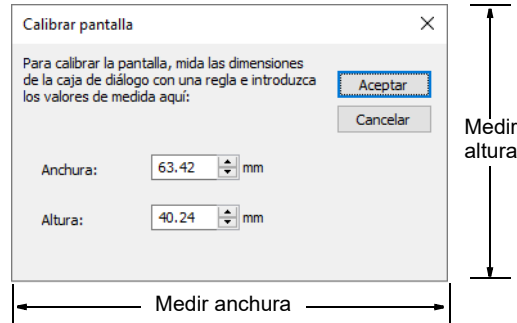 Calibrar pantalla
Para calibrar la pantalla, mida las dimensiones
de la caja de diálogo con una regla e introduzca
los valores de medida aquí:
Aceptar
Cancelar
Anchura: 63.42 mm
Altura: 40.24 mm
Medir
altura
Medir anchura